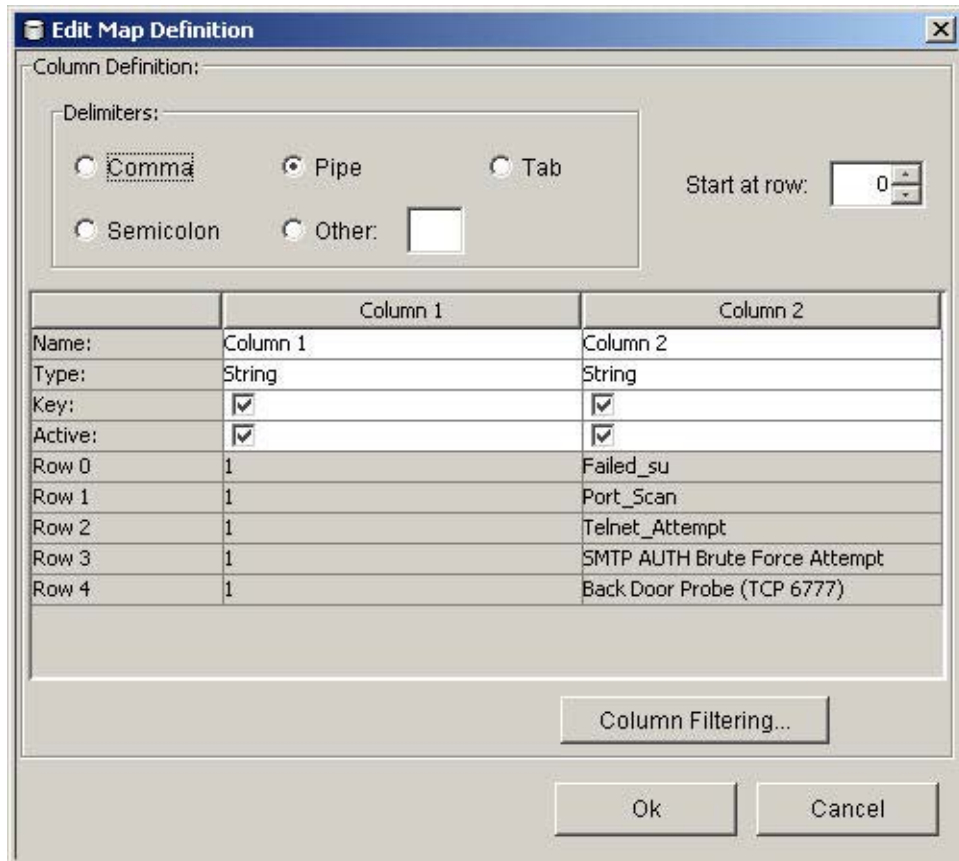 Edit Map Definition
Column Definition:
Delimiters:
Comma Pipe Tab
Start at row: 0
Semicolon Other:
Column 1 Column 2
Name: Column 1 Column 2
Type: String String
Key:
Active:
Row 0 1 Failed_su
Row 1 1 Port_Scan
Row 2 1 Telnet_Attempt
Row 3 1 SMTP AUTH Brute Force Attempt
Row 4 1 Back Door Probe (TCP 6777)
Column Filtering...
Ok Cancel